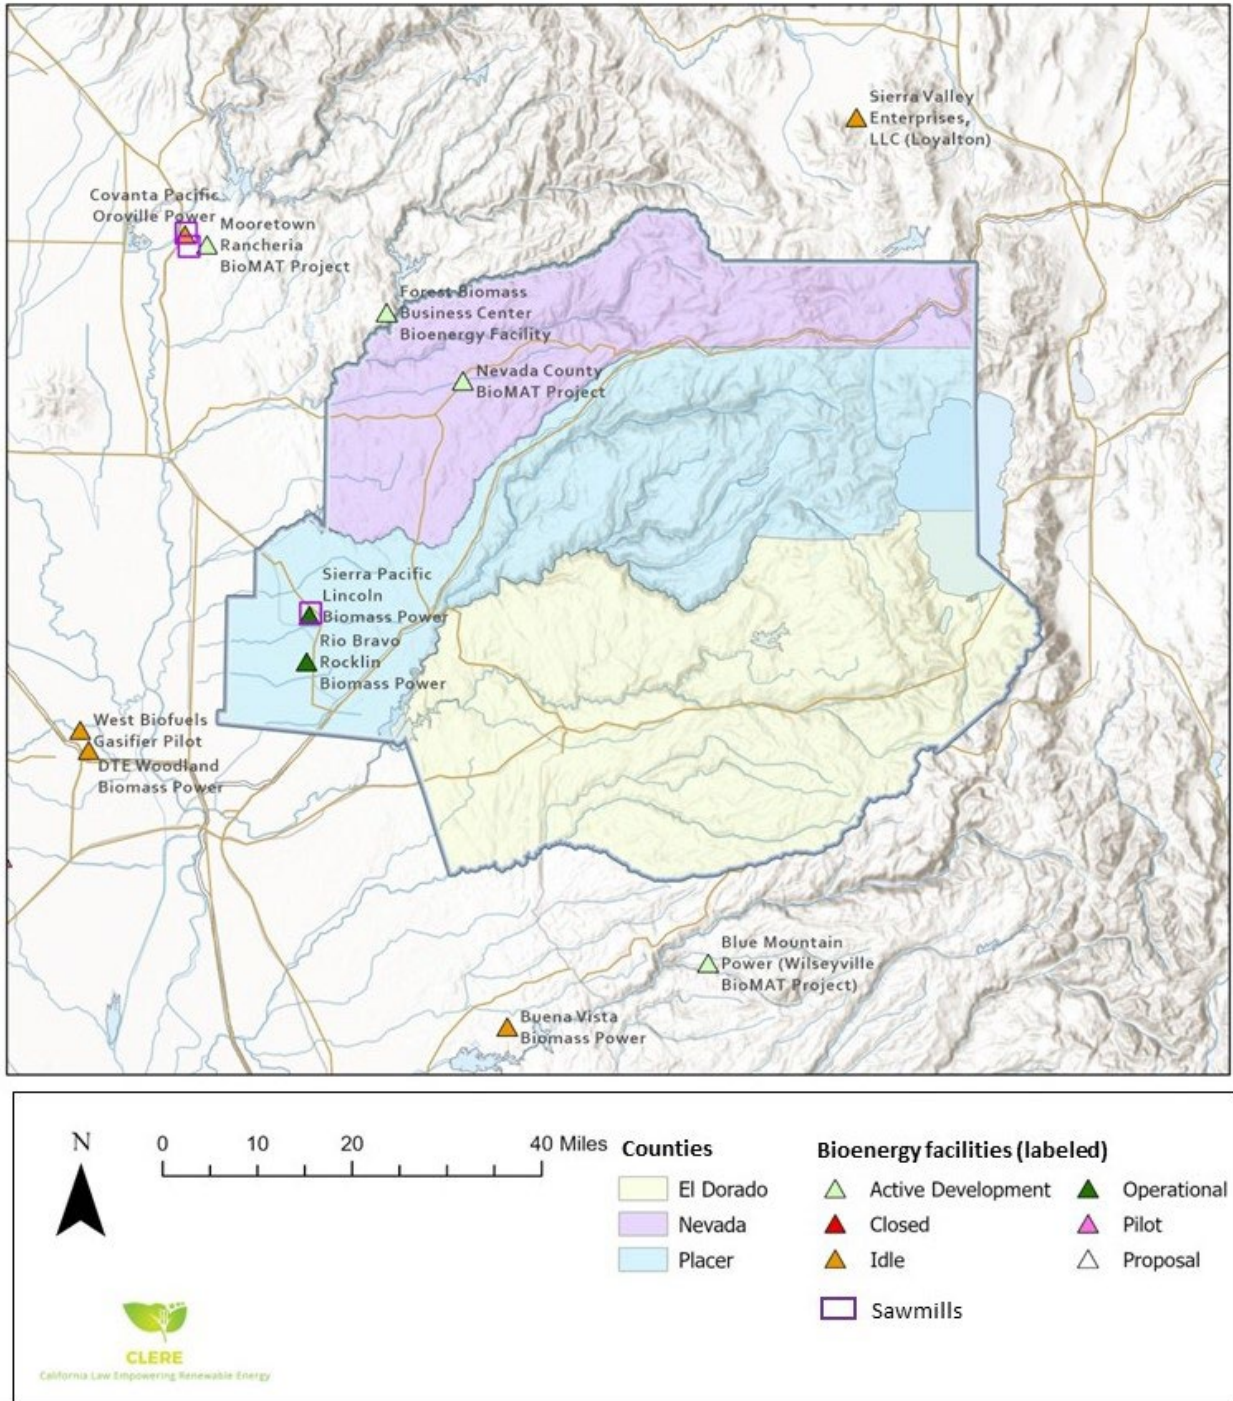 Sierra Valley
Enterprises,
LLC (Loyalton)
Covanta Pacific
Oroville Power
Mooretown
Rancheria
BioMAT Project
Forest Biomass
Business Center
Bioenergy Facility
Nevada County
BioMAT Project
Sierra Pacific
Lincoln
Biomass Power
Rio Bravo
Rocklin
Biomass Power
West Biofuels
Gasifier Pilot
DTE Woodland
Biomass Power
Blue Mountain
Power (Wilseyville
BioMAT Project)
Buena Vista
Biomass Power
N
0 10 20 40 Miles
Counties
El Dorado
Nevada
Placer
Bioenergy facilities (labeled)
Active Development
Closed
Idle
Operational
Pilot
Proposal
Sawmills
CLERE
California Law Empowering Renewable Energy